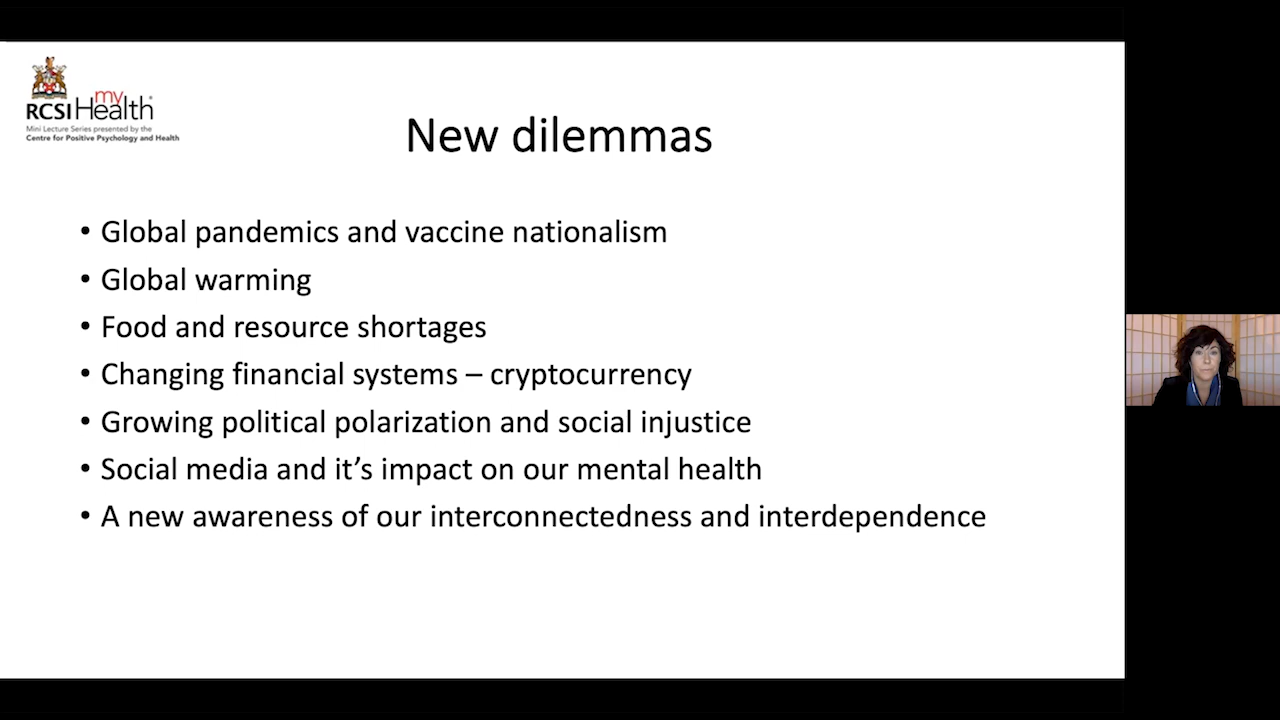 my
RCSI Health
Mini Lecture Series presented by the
Centre for Positive Psychology and Health
New dilemmas
• Global pandemics and vaccine nationalism
• Global warming
• Food and resource shortages
• Changing financial systems – cryptocurrency
• Growing political polarization and social injustice
• Social media and it’s impact on our mental health
• A new awareness of our interconnectedness and interdependence